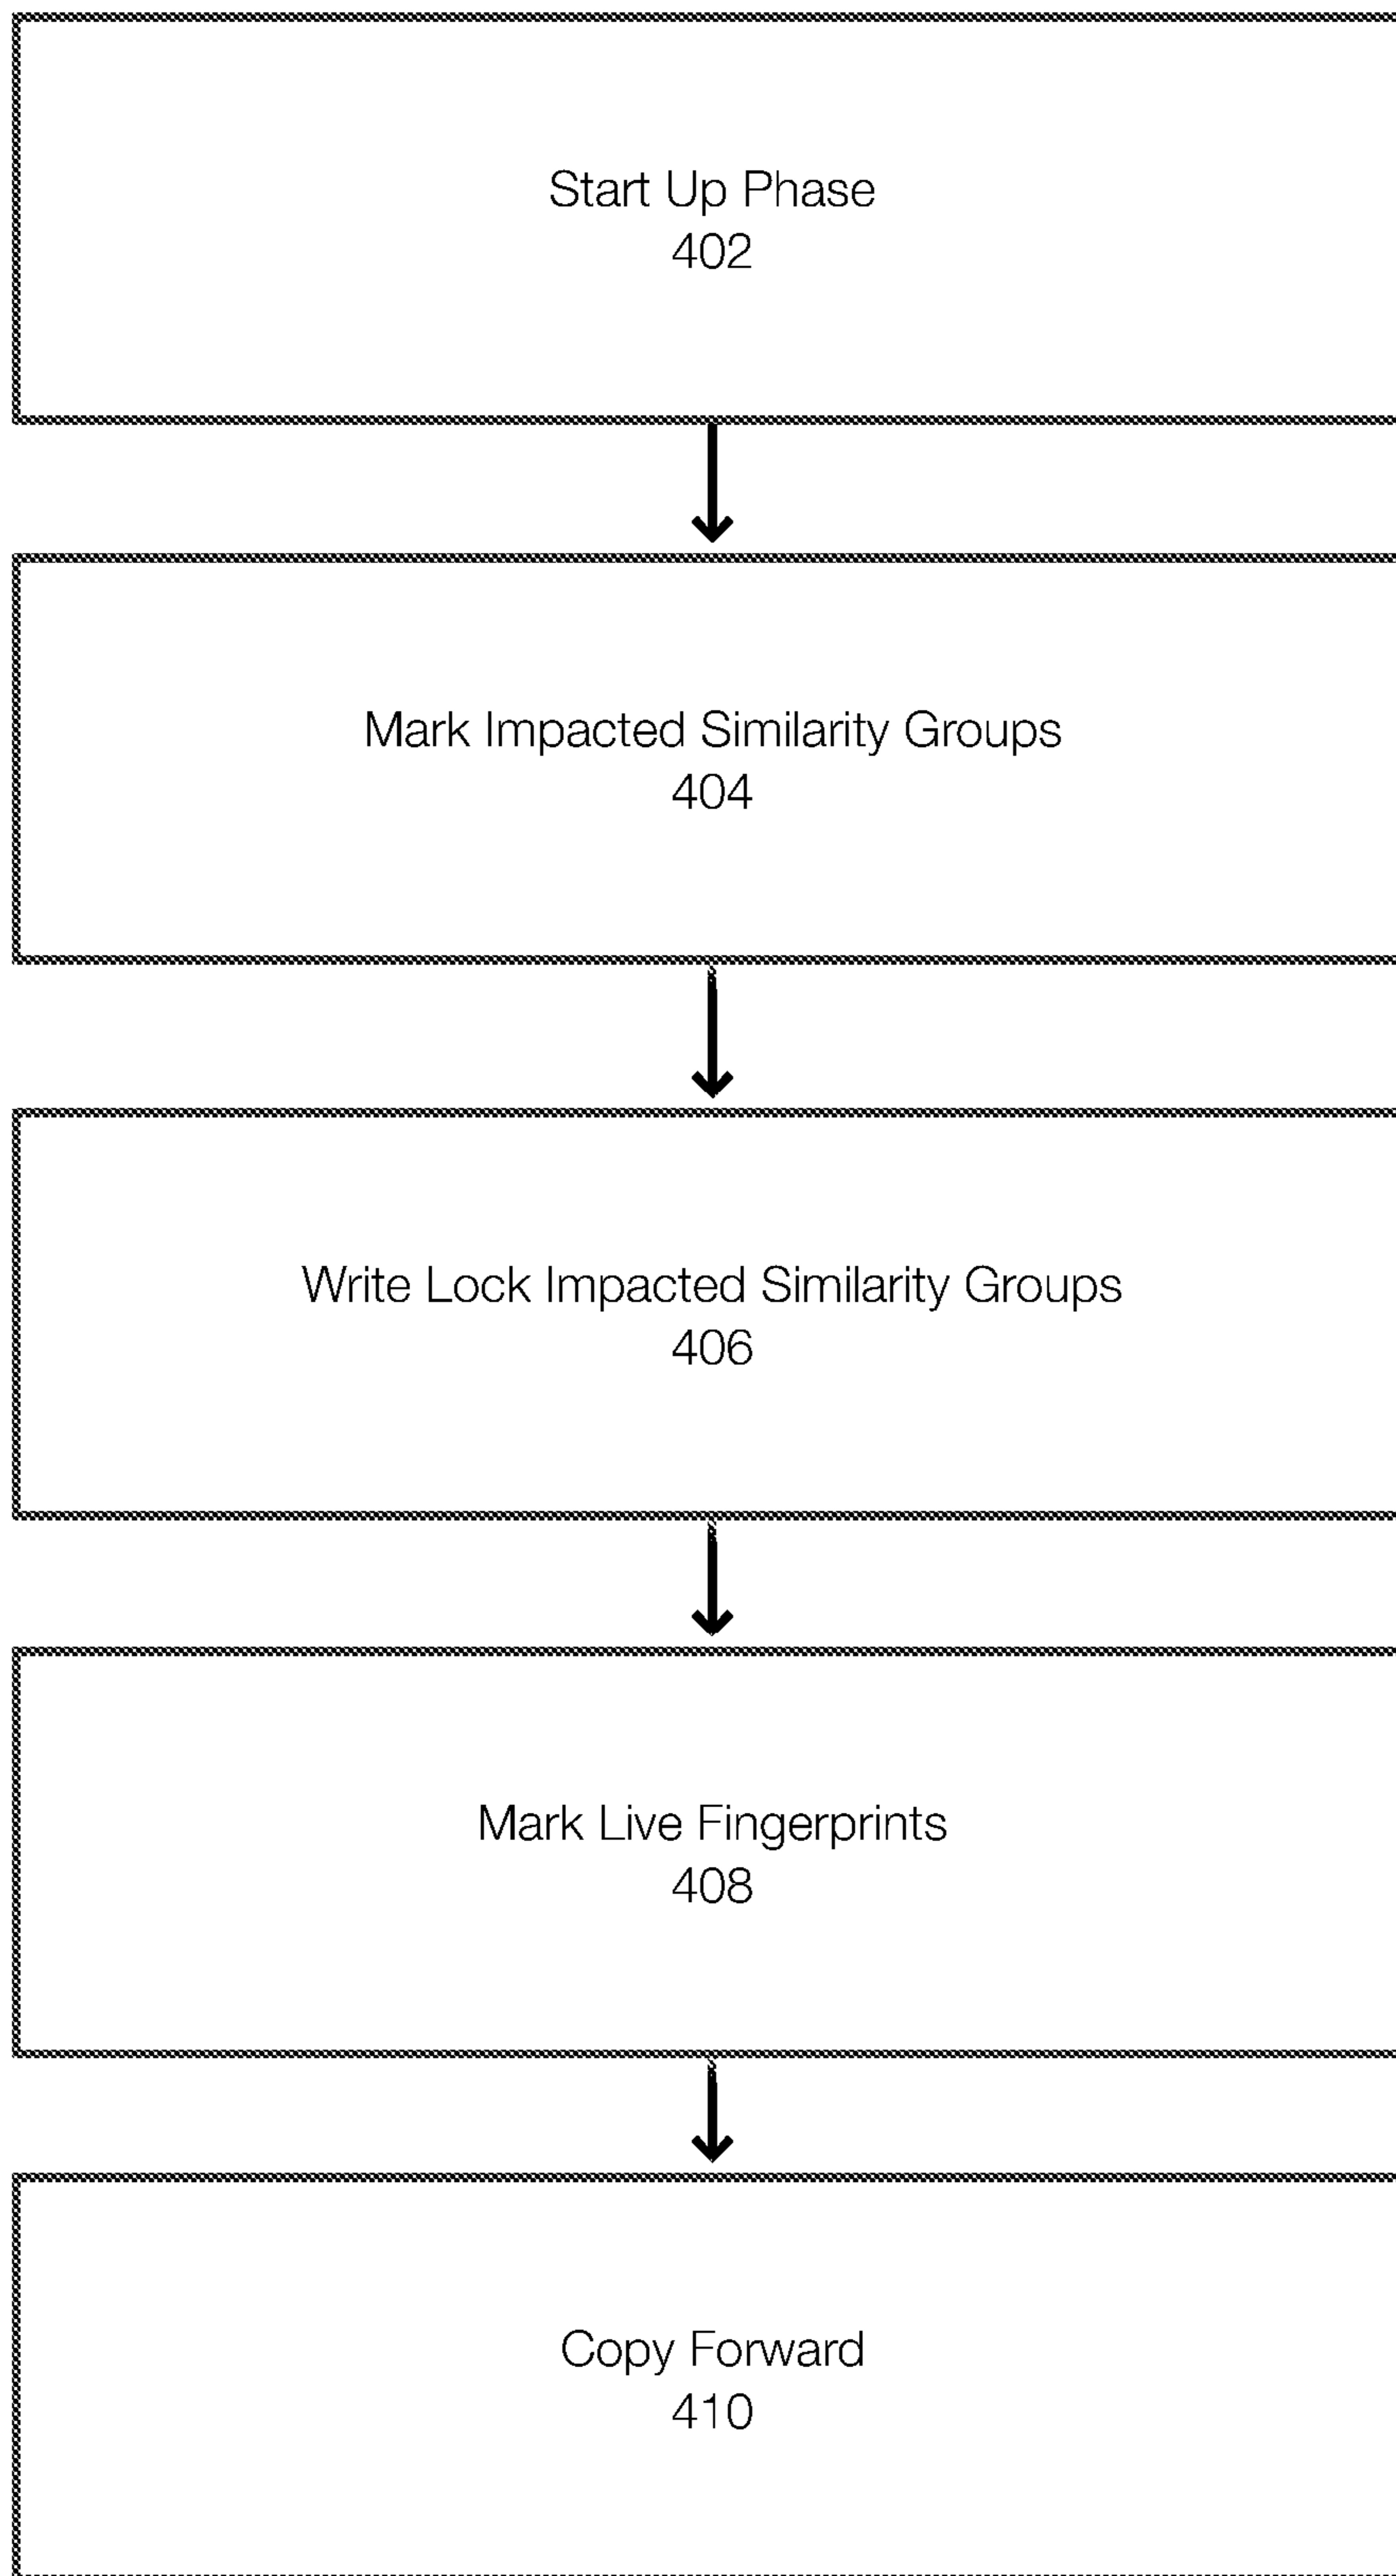 Start Up Phase
402
Mark Impacted Similarity Groups
404
Write Lock Impacted Similarity Groups
406
Mark Live Fingerprints
408
Copy Forward
410